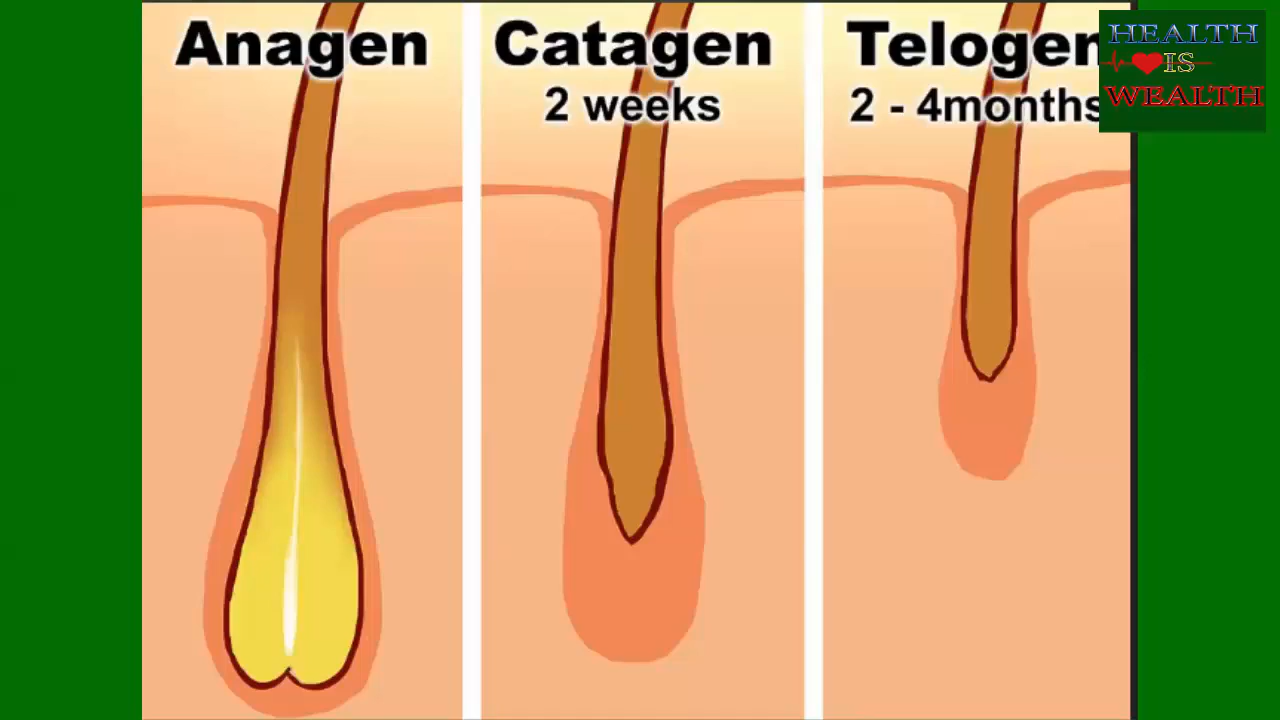 Anagen
Catagen
2 weeks
Telogen
2 - 4months
HEALTH
IS
WEALTH